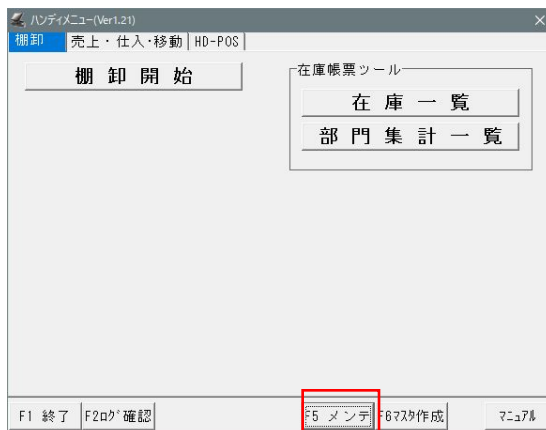 ハンディメニュー(Ver1.21)
棚卸 売上・仕入・移動 HD-POS
棚 卸 開 始
在庫帳票ツール
在 庫 一 覧
部 門 集 計 一 覧
F1 終了 F2ﾛｸﾞ確認 F5 メンテ F6ﾏｽﾀ作成 ﾏﾆｭｱﾙ